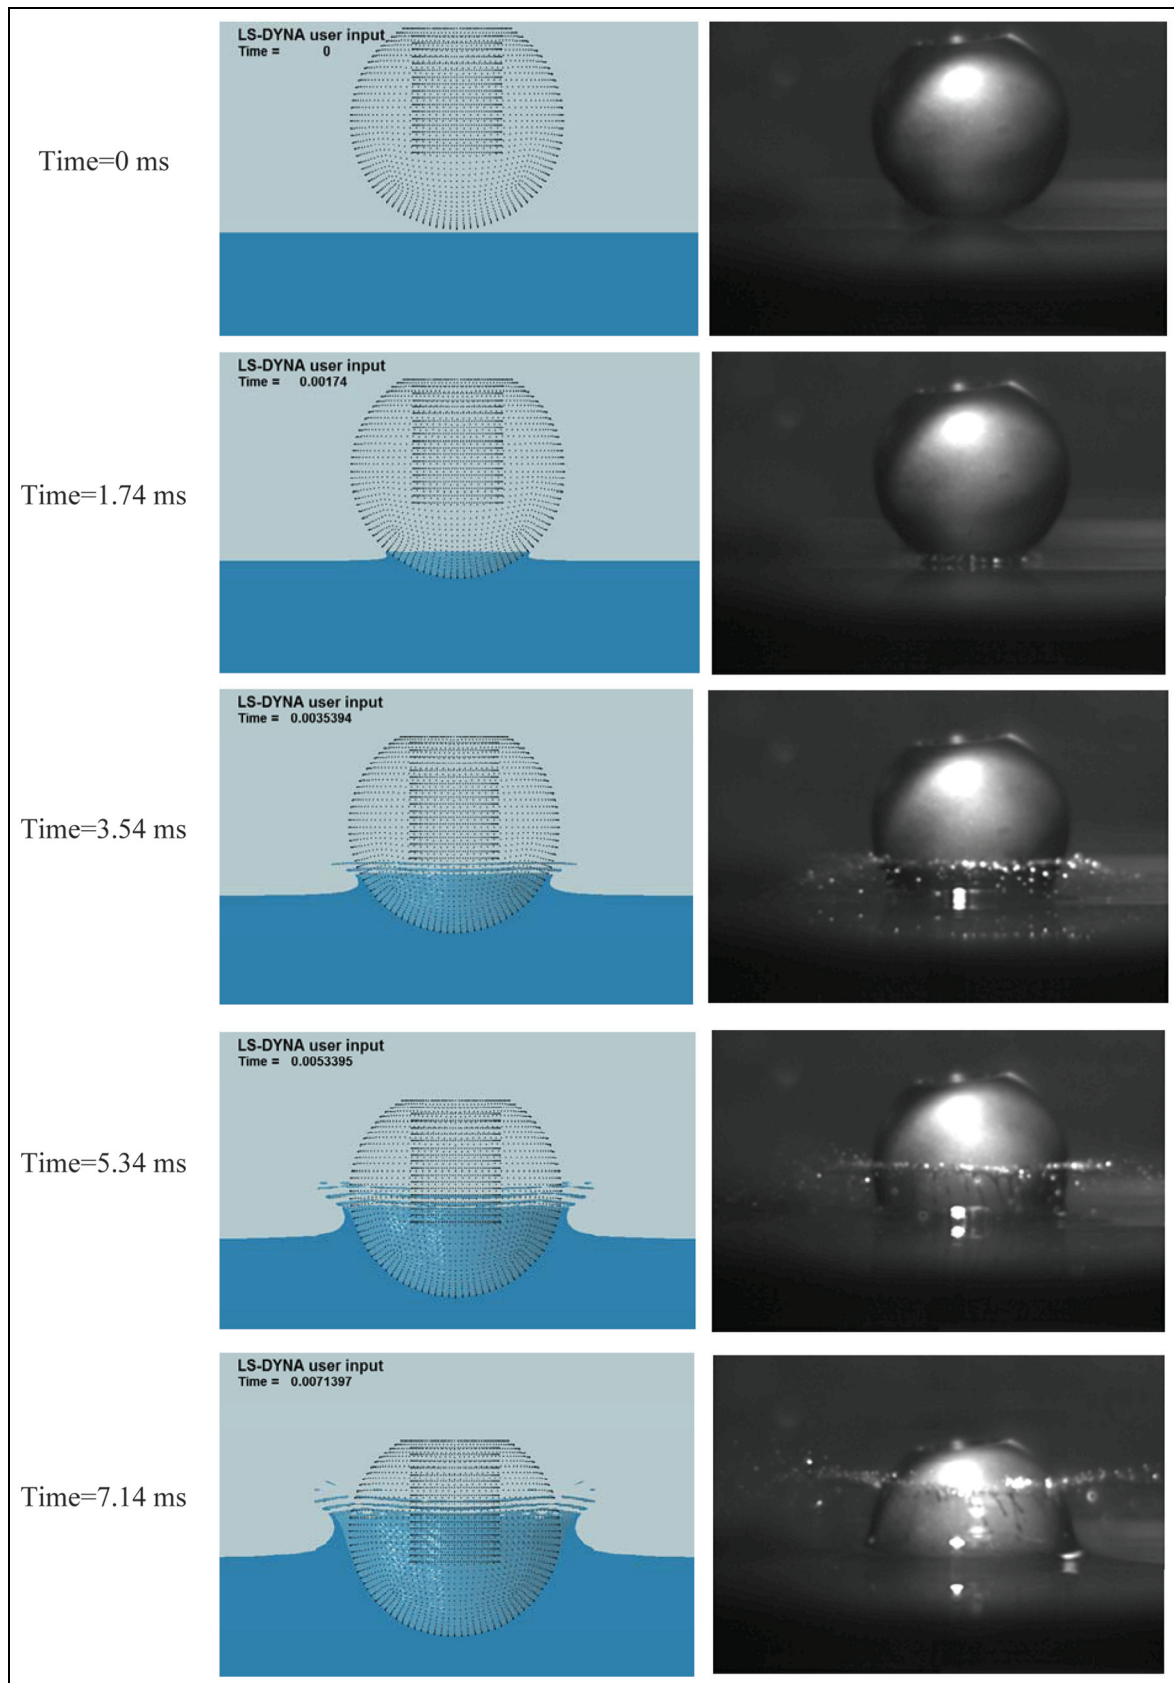 LS-DYNA user input
Time = 0
Time=0 ms
LS-DYNA user input
Time = 0.00174
Time=1.74 ms
LS-DYNA user input
Time = 0.0035394
Time=3.54 ms
LS-DYNA user input
Time = 0.0053395
Time=5.34 ms
LS-DYNA user input
Time = 0.0071397
Time=7.14 ms